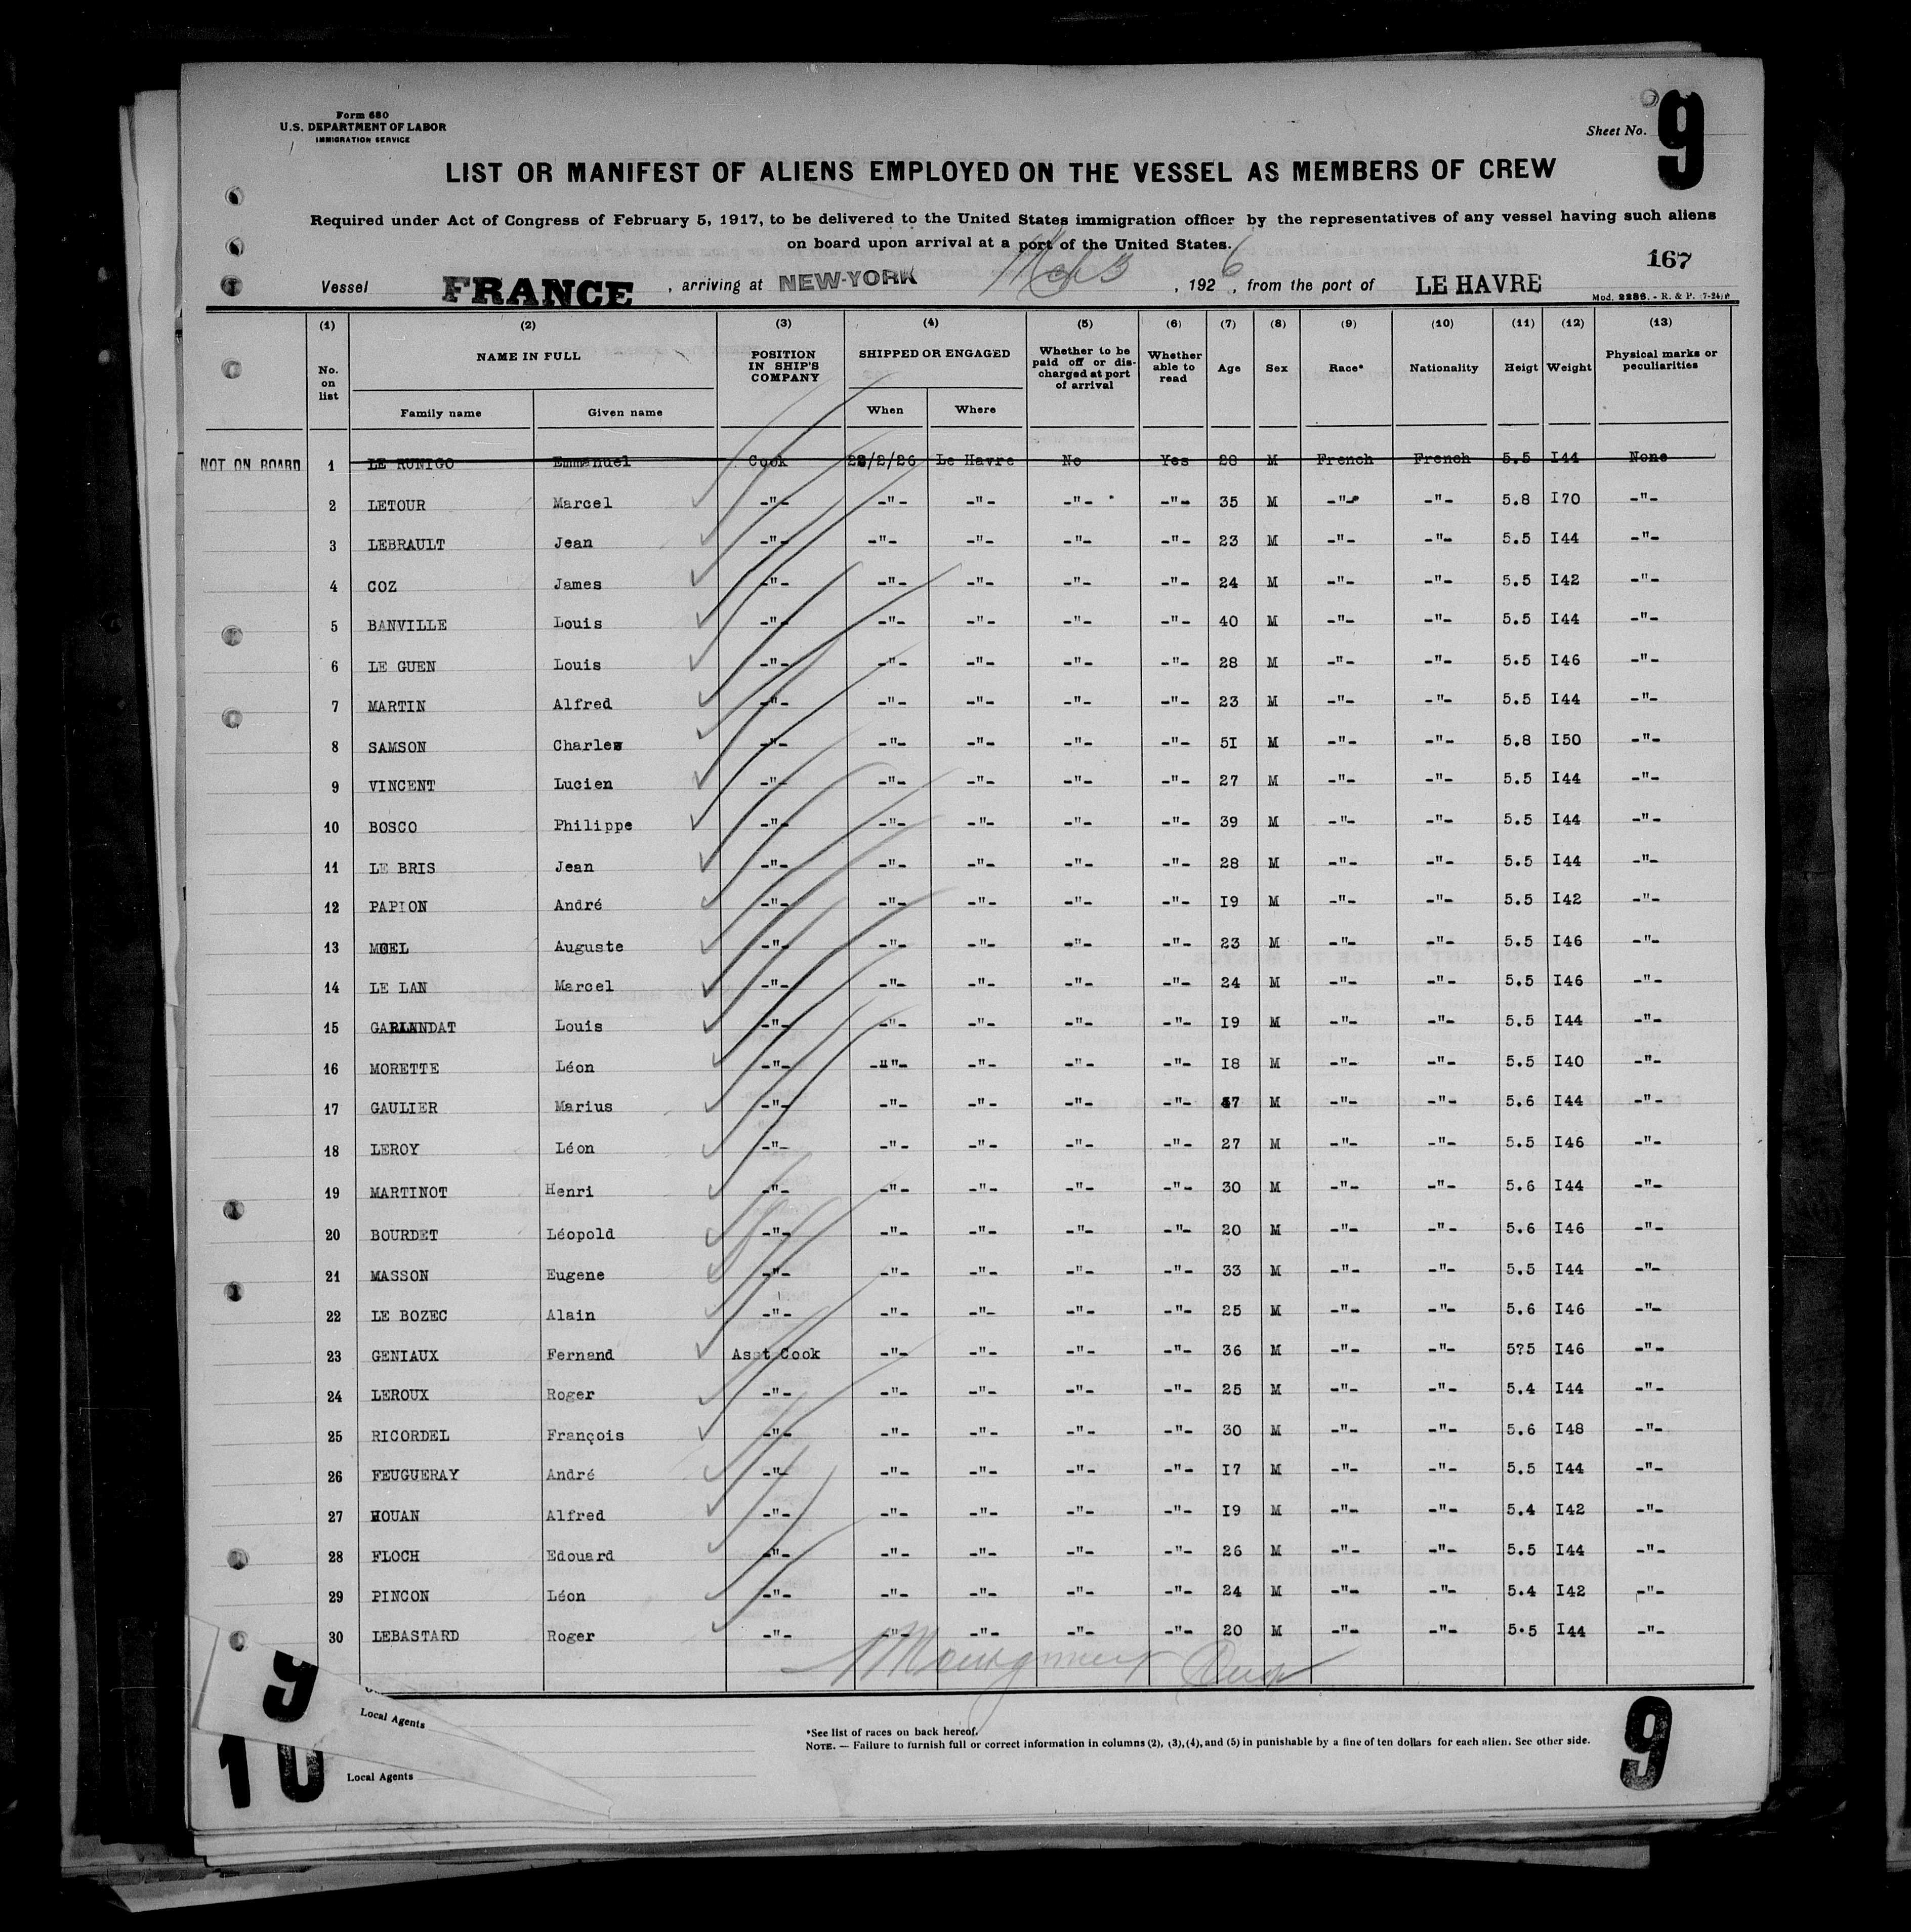 Form 680
U.S. DEPARTMENT OF LABOR
IMMIGRATION SERVICE
Sheet No. 9
LIST OR MANIFEST OF ALIENS EMPLOYED ON THE VESSEL AS MEMBERS OF CREW
Required under Act of Congress of February 5, 1917, to be delivered to the United States immigration officer by the representatives of any vessel having such aliens
on board upon arrival at a port of the United States.
167
Vessel FRANCE , arriving at NEW-YORK Mch 3 , 1926 , from the port of LE HAVRE
Mod. 2286. - R. & P. 7-24
(1) (2) (3) (4) (5) (6) (7) (8) (9) (10) (11) (12) (13)
No. on list NAME IN FULL POSITION IN SHIP'S COMPANY SHIPPED OR ENGAGED Whether to be paid off or discharged at port of arrival Whether able to read Age Sex Race* Nationality Heigt Weight Physical marks or peculiarities
Family name Given name When Where
NOT ON BOARD 1 LE RUNIGO Emmanuel Cook 22/2/26 Le Havre No Yes 28 M French French 5.5 I44 None
2 LETOUR Marcel -"- -"- -"- -"- -"- 35 M -"- -"- 5.8 I70 -"-
3 LEBRAULT Jean -"- -"- -"- -"- -"- 23 M -"- -"- 5.5 I44 -"-
4 COZ James -"- -"- -"- -"- -"- 24 M -"- -"- 5.5 I42 -"-
5 BANVILLE Louis -"- -"- -"- -"- -"- 40 M -"- -"- 5.5 I44 -"-
6 LE GUEN Louis -"- -"- -"- -"- -"- 28 M -"- -"- 5.5 I46 -"-
7 MARTIN Alfred -"- -"- -"- -"- -"- 23 M -"- -"- 5.5 I44 -"-
8 SAMSON Charles -"- -"- -"- -"- -"- 5I M -"- -"- 5.8 I50 -"-
9 VINCENT Lucien -"- -"- -"- -"- -"- 27 M -"- -"- 5.5 I44 -"-
10 BOSCO Philippe -"- -"- -"- -"- -"- 39 M -"- -"- 5.5 I44 -"-
11 LE BRIS Jean -"- -"- -"- -"- -"- 28 M -"- -"- 5.5 I44 -"-
12 PAPION André -"- -"- -"- -"- -"- I9 M -"- -"- 5.5 I42 -"-
13 MOEL Auguste -"- -"- -"- -"- -"- 23 M -"- -"- 5.5 I46 -"-
14 LE LAN Marcel -"- -"- -"- -"- -"- 24 M -"- -"- 5.5 I46 -"-
15 Louis -"- -"- -"- -"- -"- I9 M -"- -"- 5.5 I44 -"-
16 MORETTE Léon -"- -"- -"- -"- -"- I8 M -"- -"- 5.5 I40 -"-
17 GAULIER Marius -"- -"- -"- -"- -"- 47 M -"- -"- 5.6 I44 -"-
18 LEROY Léon -"- -"- -"- -"- -"- 27 M -"- -"- 5.5 I46 -"-
19 MARTINOT Henri -"- -"- -"- -"- -"- 30 M -"- -"- 5.6 I44 -"-
20 BOURDET Léopold -"- -"- -"- -"- -"- 20 M -"- -"- 5.6 I46 -"-
21 MASSON Eugene -"- -"- -"- -"- -"- 33 M -"- -"- 5.5 I44 -"-
22 LE BOZEC Alain -"- -"- -"- -"- -"- 25 M -"- -"- 5.6 I46 -"-
23 GENIAUX Fernand Asst Cook -"- -"- -"- -"- 36 M -"- -"- 5?5 I46 -"-
24 LEROUX Roger -"- -"- -"- -"- -"- 25 M -"- -"- 5.4 I44 -"-
25 RICORDEL François -"- -"- -"- -"- -"- 30 M -"- -"- 5.6 I48 -"-
26 FEUGUERAY André -"- -"- -"- -"- -"- I7 M -"- -"- 5.5 I44 -"-
27 HOUAN Alfred -"- -"- -"- -"- -"- I9 M -"- -"- 5.4 I42 -"-
28 FLOCH Edouard -"- -"- -"- -"- -"- 26 M -"- -"- 5.5 I44 -"-
29 PINCON Léon -"- -"- -"- -"- -"- 24 M -"- -"- 5.4 I42 -"-
30 LEBASTARD Roger -"- -"- -"- -"- -"- 20 M -"- -"- 5.5 I44 -"-
9
Local Agents
*See list of races on back hereof.
NOTE. — Failure to furnish full or correct information in columns (2), (3), (4), and (5) in punishable by a fine of ten dollars for each alien. See other side.
9
10
Local Agents